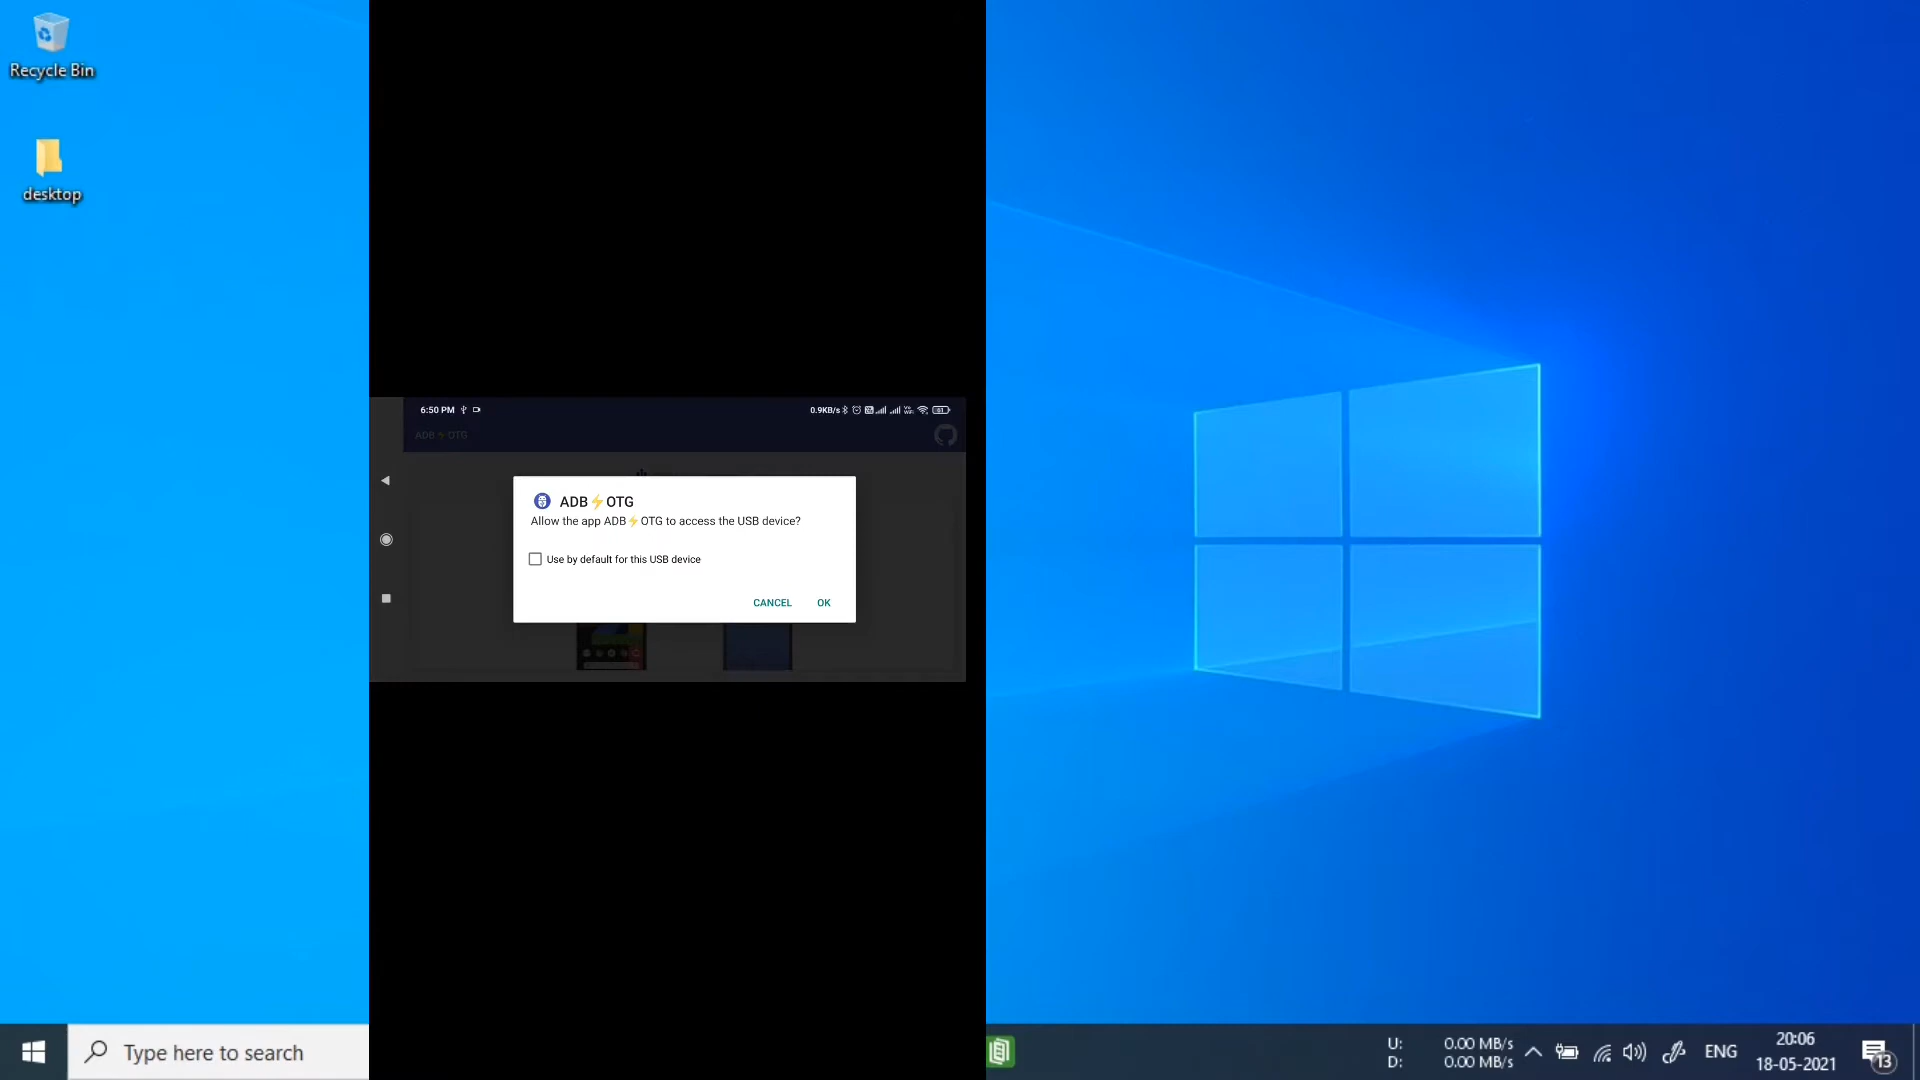 Recycle Bin
desktop
6:50 PM
0.9KB/s
ADB⚡OTG
ADB⚡OTG
Allow the app ADB⚡OTG to access the USB device?
Use by default for this USB device
CANCEL
OK
Type here to search
U: 0.00 MB/s
D: 0.00 MB/s
ENG
20:06
18-05-2021
13